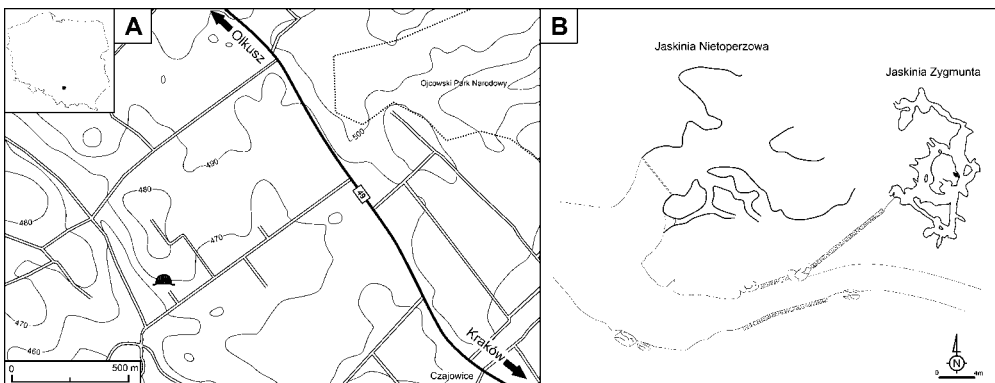 A
Olkusz
Ojcowski Park Narodowy
500
490
480
480
49
470
470
460
0 500 m
Kraków
Czajowice
B
Jaskinia Nietoperzowa
Jaskinia Zygmunta
N
0 4m